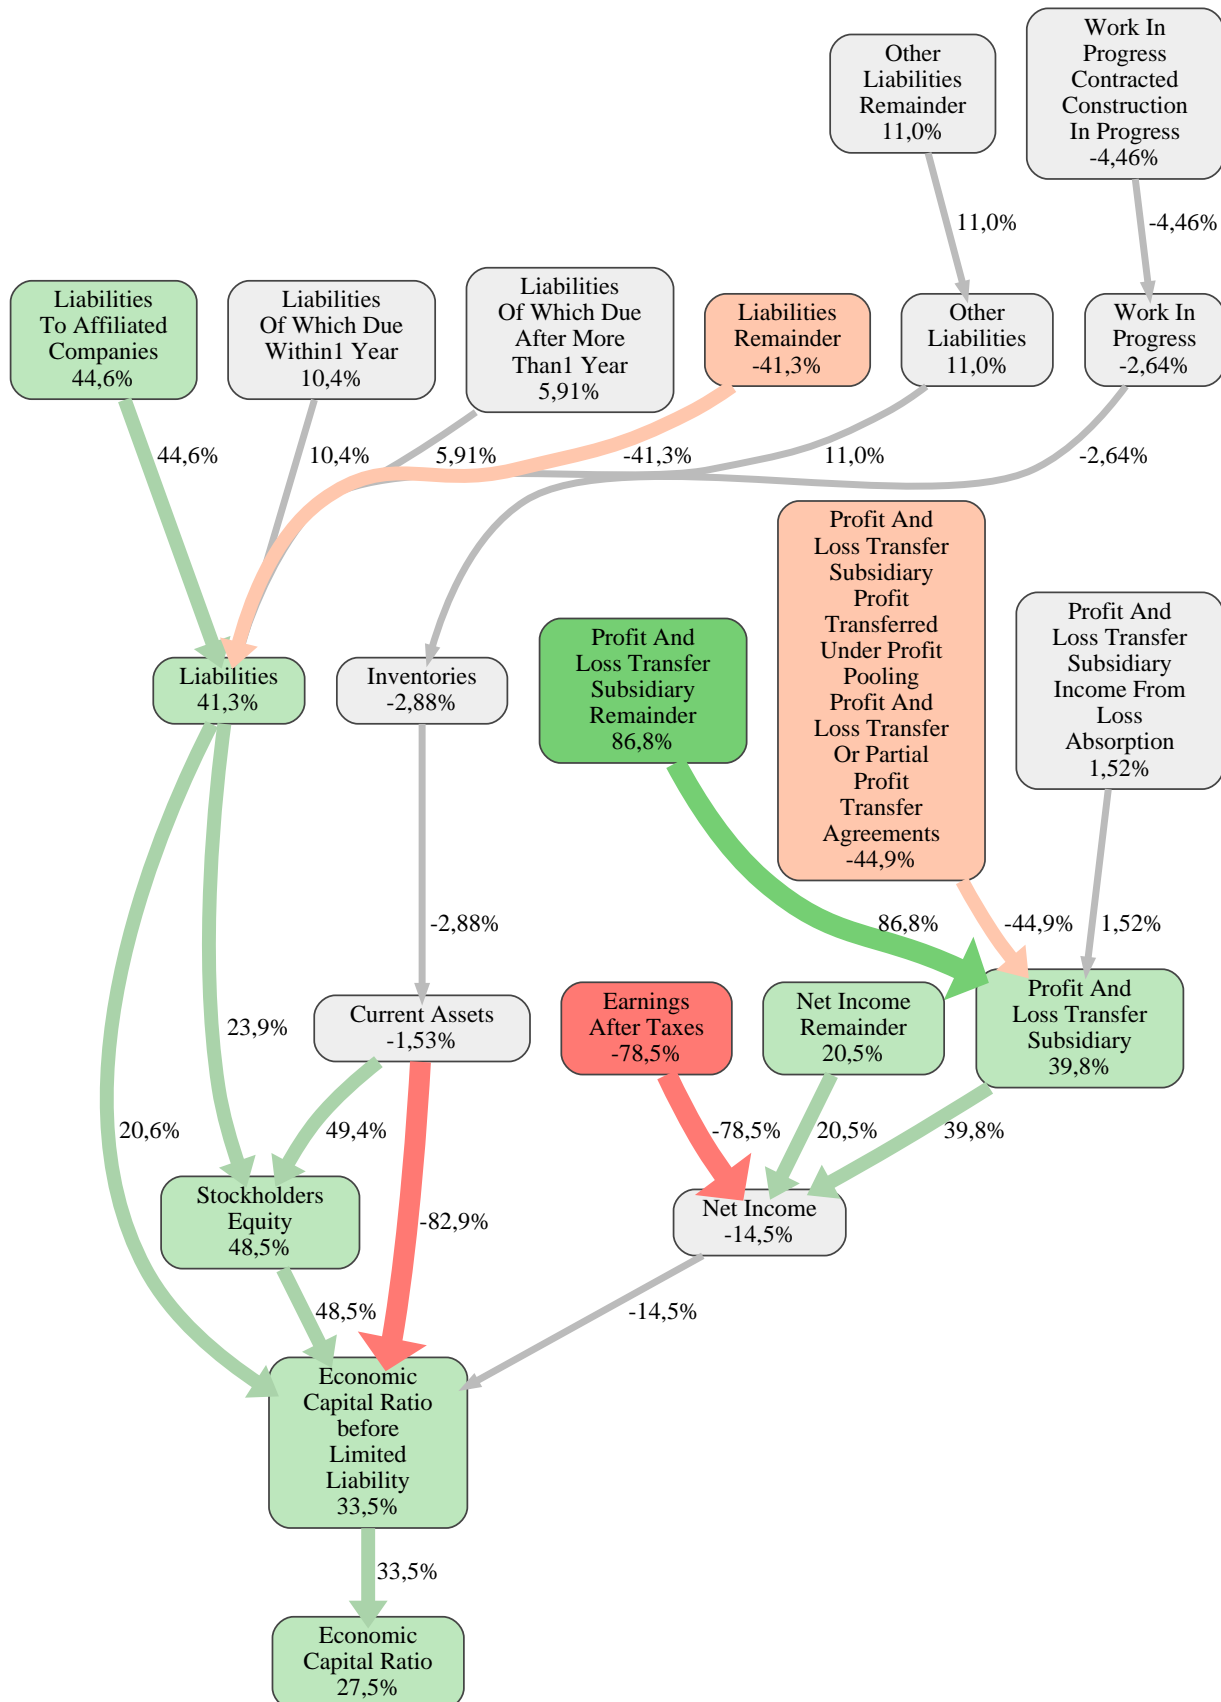 Other
Liabilities
Remainder
11,0%
Work In
Progress
Contracted
Construction
In Progress
-4,46%
11,0%
-4,46%
Liabilities
To Affiliated
Companies
44,6%
Liabilities
Of Which Due
Within1 Year
10,4%
Liabilities
Of Which Due
After More
Than1 Year
5,91%
Liabilities
Remainder
-41,3%
Other
Liabilities
11,0%
Work In
Progress
-2,64%
44,6%
10,4%
5,91%
-41,3%
11,0%
-2,64%
Profit And
Loss Transfer
Subsidiary
Profit
Transferred
Under Profit
Pooling
Profit And
Loss Transfer
Or Partial
Profit
Transfer
Agreements
-44,9%
Profit And
Loss Transfer
Subsidiary
Income From
Loss
Absorption
1,52%
Profit And
Loss Transfer
Subsidiary
Remainder
86,8%
Liabilities
41,3%
Inventories
-2,88%
-2,88%
86,8%
-44,9%
1,52%
23,9%
Current Assets
-1,53%
Earnings
After Taxes
-78,5%
Net Income
Remainder
20,5%
Profit And
Loss Transfer
Subsidiary
39,8%
20,6%
49,4%
-78,5%
20,5%
39,8%
Stockholders
Equity
48,5%
-82,9%
Net Income
-14,5%
48,5%
-14,5%
Economic
Capital Ratio
before
Limited
Liability
33,5%
33,5%
Economic
Capital Ratio
27,5%